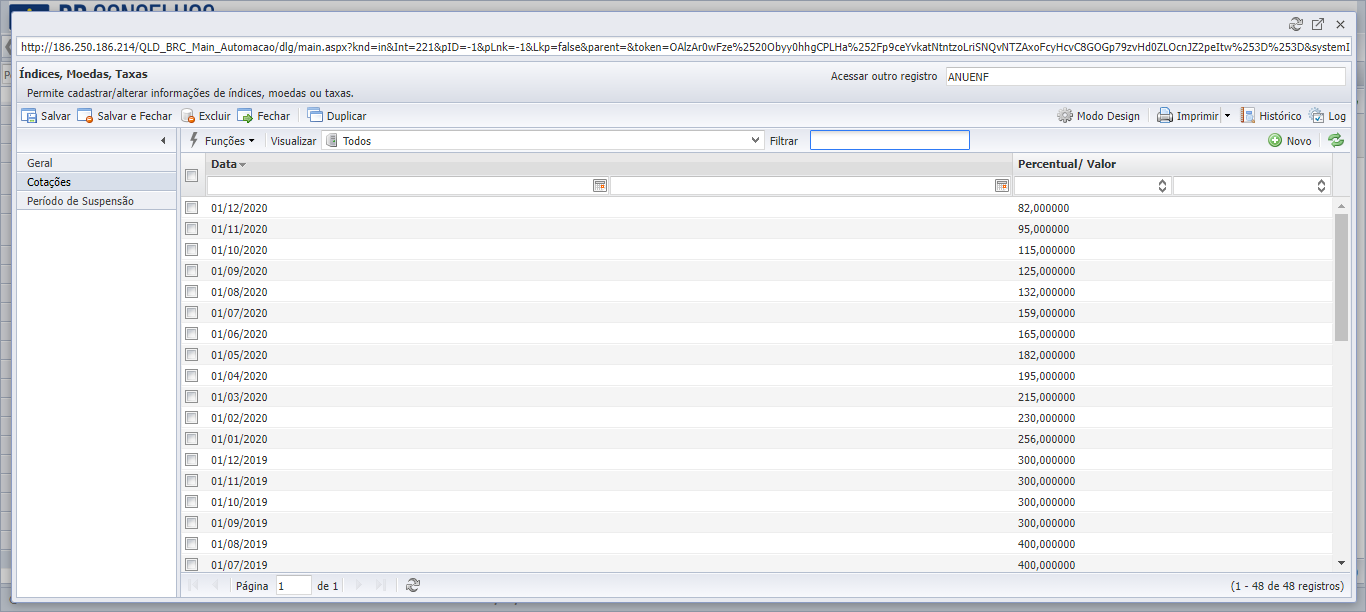 http://186.250.186.214/QLD_BRC_Main_Automacao/dlg/main.aspx?knd=in&Int=221&pID=-1&pLnk=-1&Lkp=false&parent=&token=OAlzAr0wFze%2520Obyy0hhgCPLHa%252Fp9ceYvkatNtntzoLriSNQvNTZAxoFcyHcvC8GOGp79zvHd0ZLOcnJZ2peItw%253D%253D&systemI
Índices, Moedas, Taxas
Acessar outro registro ANUENF
Permite cadastrar/alterar informações de índices, moedas ou taxas.
Salvar Salvar e Fechar Excluir Fechar Duplicar Modo Design Imprimir Histórico Log
Funções Visualizar Todos Filtrar Novo
Geral
Cotações
Período de Suspensão
Data Percentual/ Valor
01/12/2020 82,000000
01/11/2020 95,000000
01/10/2020 115,000000
01/09/2020 125,000000
01/08/2020 132,000000
01/07/2020 159,000000
01/06/2020 165,000000
01/05/2020 182,000000
01/04/2020 195,000000
01/03/2020 215,000000
01/02/2020 230,000000
01/01/2020 256,000000
01/12/2019 300,000000
01/11/2019 300,000000
01/10/2019 300,000000
01/09/2019 300,000000
01/08/2019 400,000000
01/07/2019 400,000000
Página 1 de 1 (1 - 48 de 48 registros)